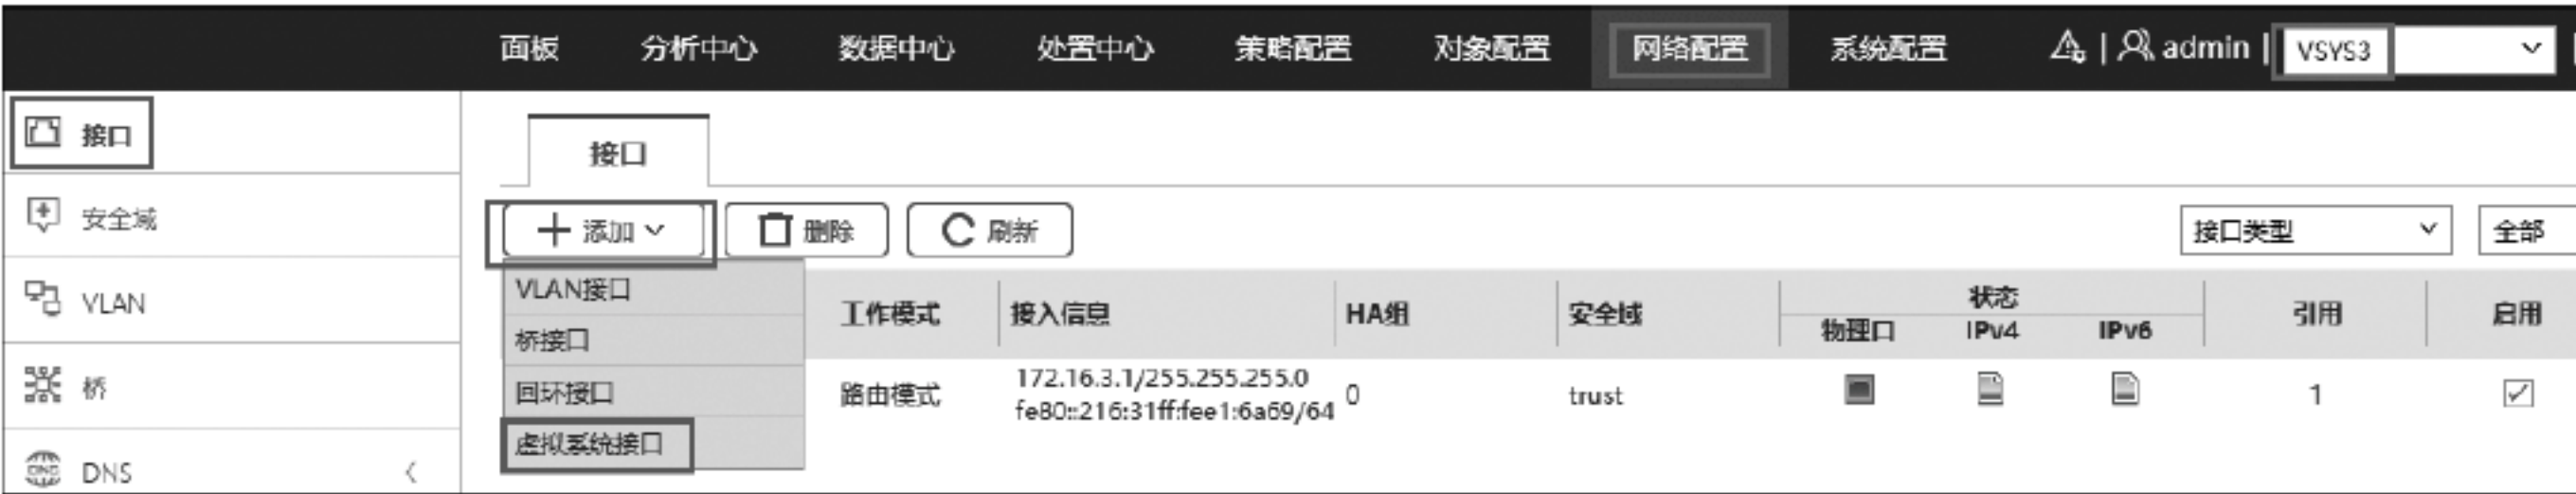 面板 分析中心 数据中心 处置中心 策略配置 对象配置 网络配置 系统配置 | admin | VSYS3
接口
安全域
VLAN
桥
DNS
接口
添加 删除 刷新 接口类型 全部
VLAN接口
桥接口
回环接口
虚拟系统接口
工作模式 接入信息 HA组 安全域 状态 引用 启用
物理口 IPv4 IPv6
路由模式 172.16.3.1/255.255.255.0 0 trust 1
fe80::216:31ff:fee1:6a69/64